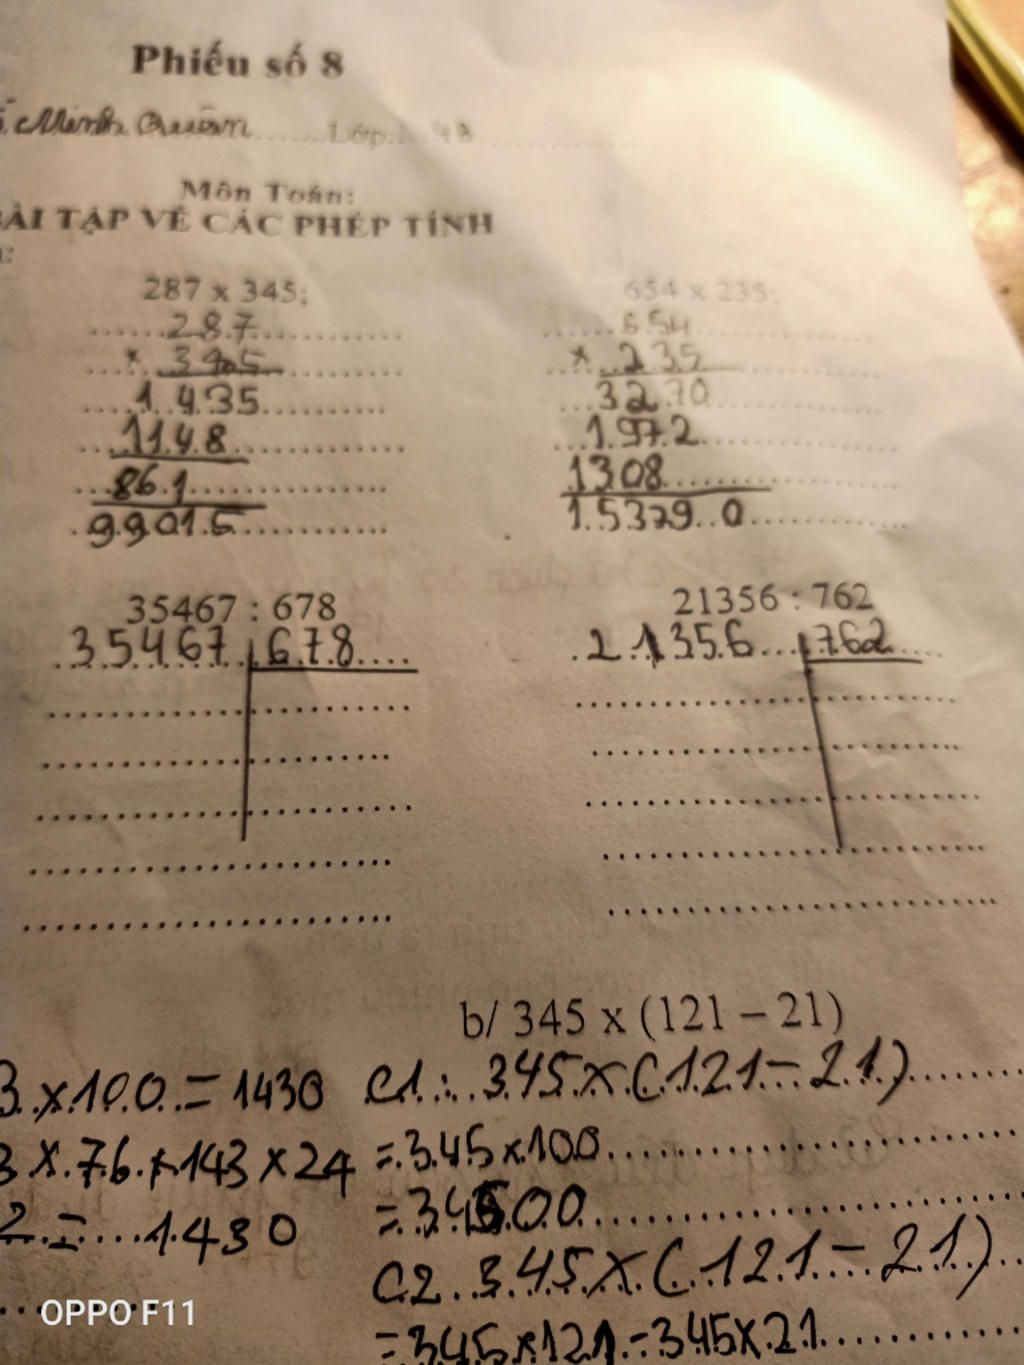 Phiếu số 8
Minh Quân Lớp: 4B
Môn Toán:
BÀI TẬP VỀ CÁC PHÉP TÍNH
287 x 345;
287
x 345
1435
1148
861
99015
654 x 235;
654
x 235
3270
1972
1308
153790
35467 : 678
35467 678
21356 : 762
21356 762
b/ 345 x (121 – 21)
3 x 100 = 1430
3 x 76 + 143 x 24
2 = 1430
C1: 345 x (121 - 21)
= 345 x 100
= 34500
C2 345 x (121 - 21)
= 345 x 121 - 345 x 21
OPPO F11